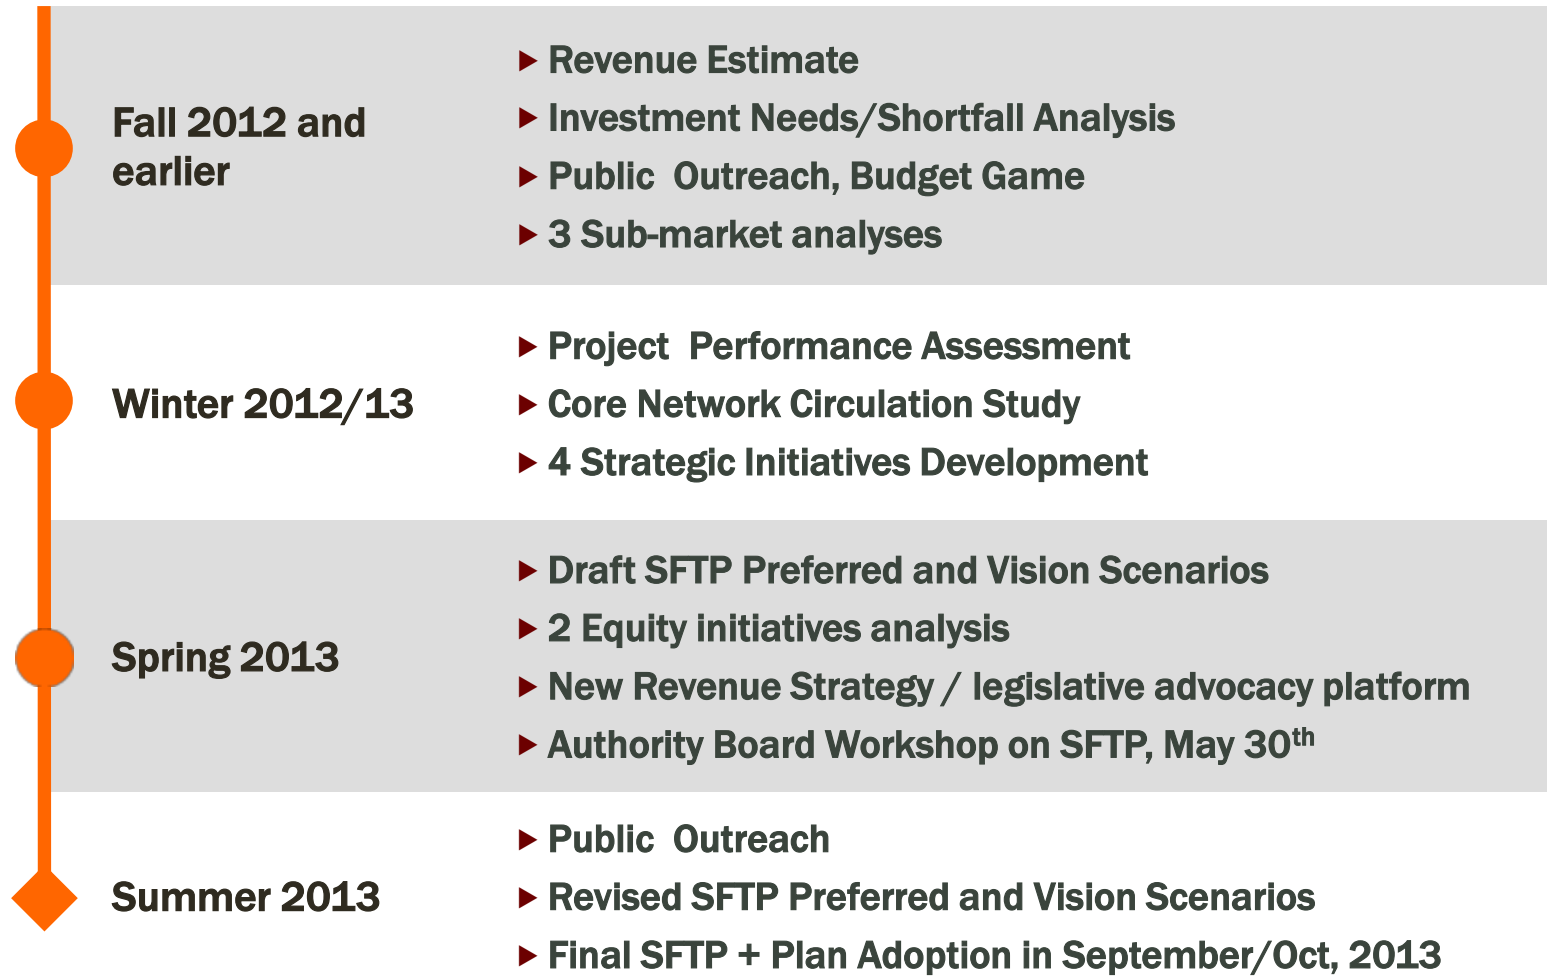 Fall 2012 and
earlier
Revenue Estimate
Investment Needs/Shortfall Analysis
Public Outreach, Budget Game
3 Sub-market analyses
Winter 2012/13
Project Performance Assessment
Core Network Circulation Study
4 Strategic Initiatives Development
Spring 2013
Draft SFTP Preferred and Vision Scenarios
2 Equity initiatives analysis
New Revenue Strategy / legislative advocacy platform
Authority Board Workshop on SFTP, May 30th
Summer 2013
Public Outreach
Revised SFTP Preferred and Vision Scenarios
Final SFTP + Plan Adoption in September/Oct, 2013